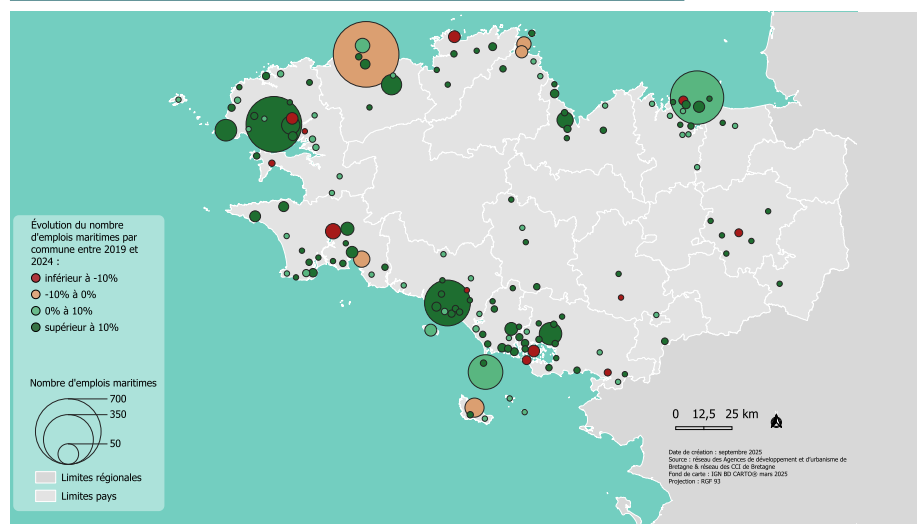 Évolution du nombre
d'emplois maritimes par
commune entre 2019 et
2024 :
inférieur à -10%
-10% à 0%
0% à 10%
supérieur à 10%
Nombre d'emplois maritimes
700
350
50
Limites régionales
Limites pays
0 12,5 25 km
Date de création : septembre 2025
Source : réseau des Agences de développement et d'urbanisme de
Bretagne & réseau des CCI de Bretagne
Fond de carte : IGN BD CARTO® mars 2025
Projection : RGF 93